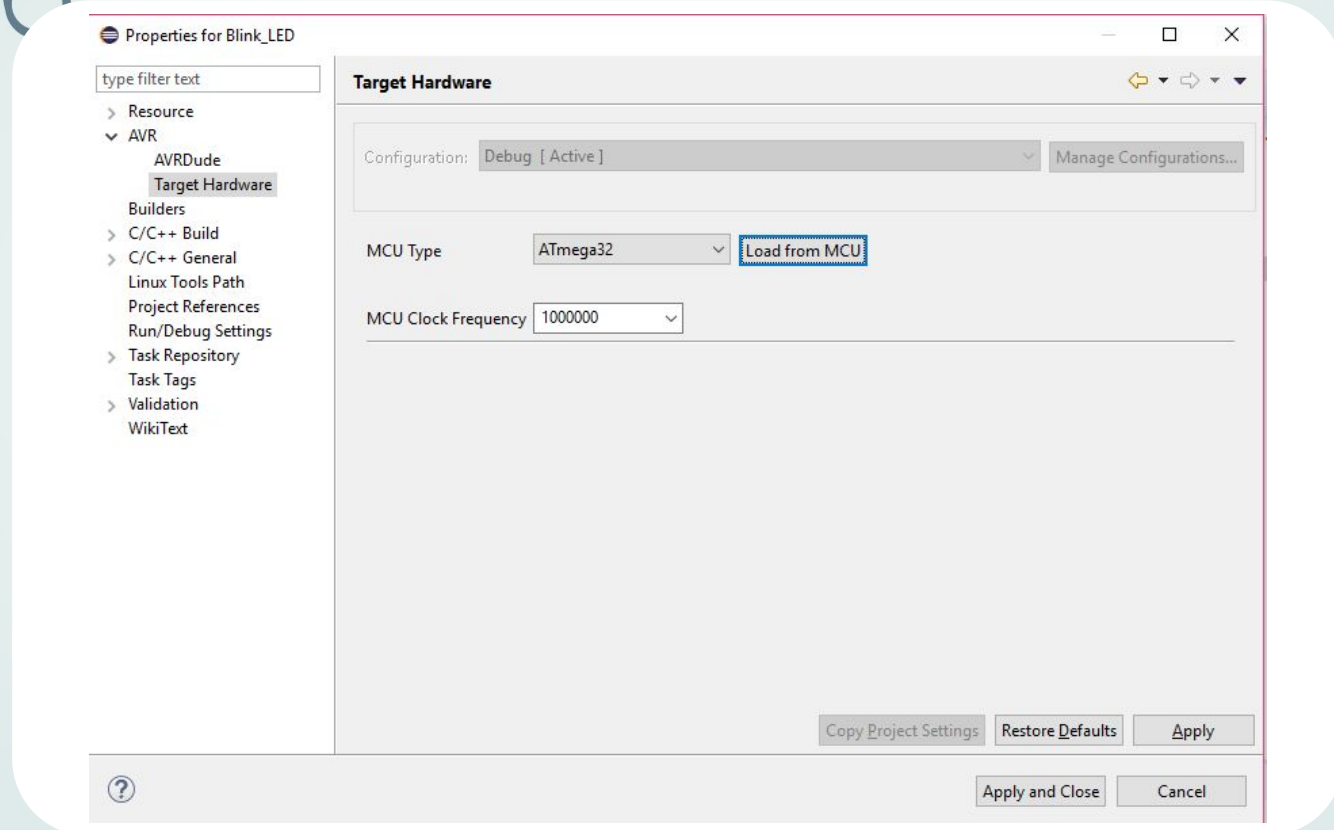 Properties for Blink_LED
type filter text
Resource
AVR
AVRDude
Target Hardware
Builders
C/C++ Build
C/C++ General
Linux Tools Path
Project References
Run/Debug Settings
Task Repository
Task Tags
Validation
WikiText
Target Hardware
Configuration: Debug [ Active ] Manage Configurations...
MCU Type ATmega32 Load from MCU
MCU Clock Frequency 1000000
Copy Project Settings Restore Defaults Apply
? Apply and Close Cancel